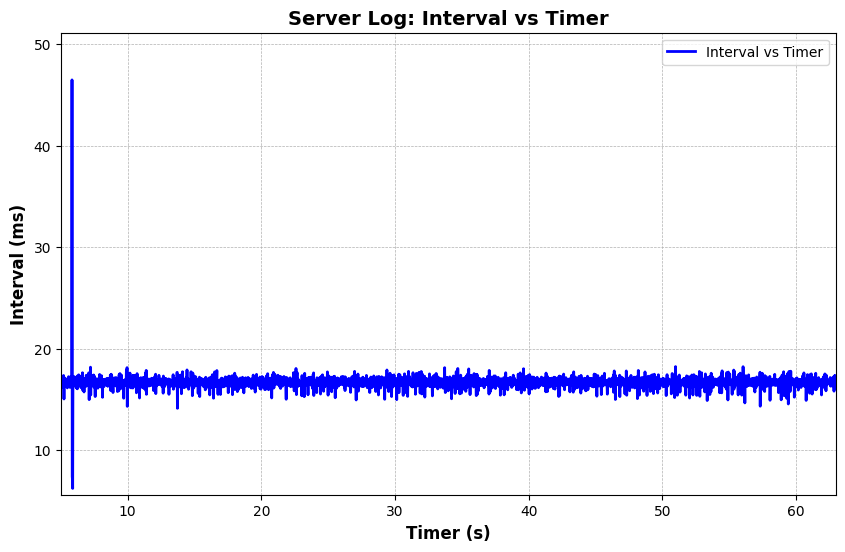 Server Log: Interval vs Timer
Interval vs Timer
50
40
30
20
10
Interval (ms)
10 20 30 40 50 60
Timer (s)